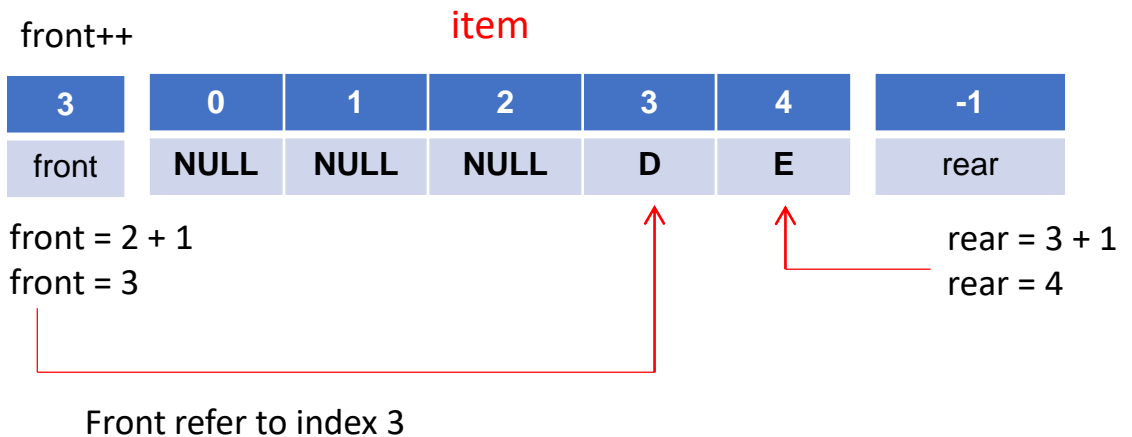 front++
item
3 0 1 2 3 4 -1
front NULL NULL NULL D E rear
front = 2 + 1
front = 3
rear = 3 + 1
rear = 4
Front refer to index 3